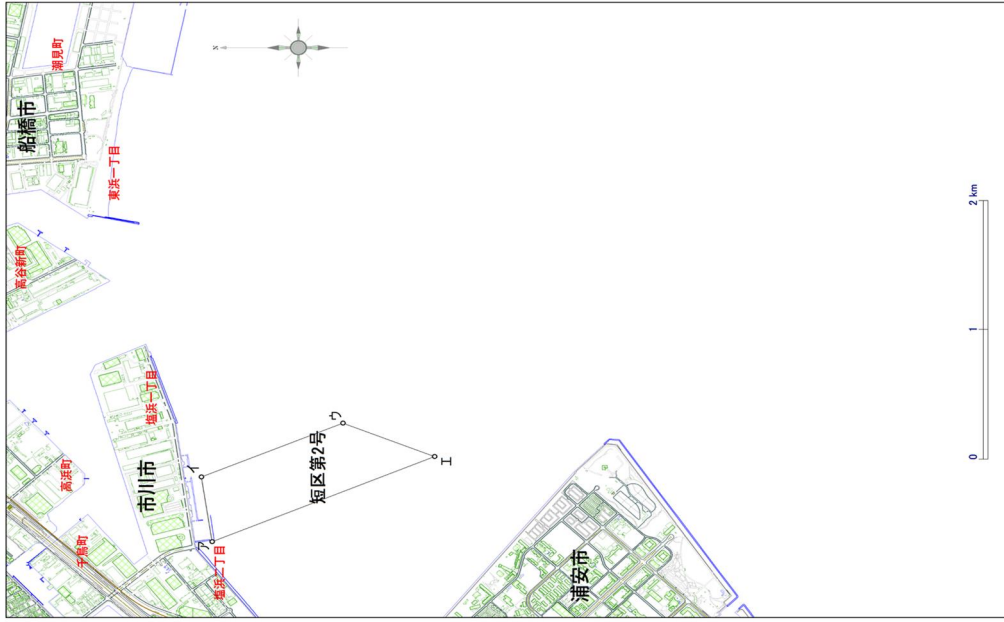 船橋市
潮見町
東浜一丁目
高谷新町
N
塩浜一丁目
高浜町
市川市
千鳥町
イ
ア
塩浜二丁目
短区第2号
ウ
エ
浦安市
0
1
2 km